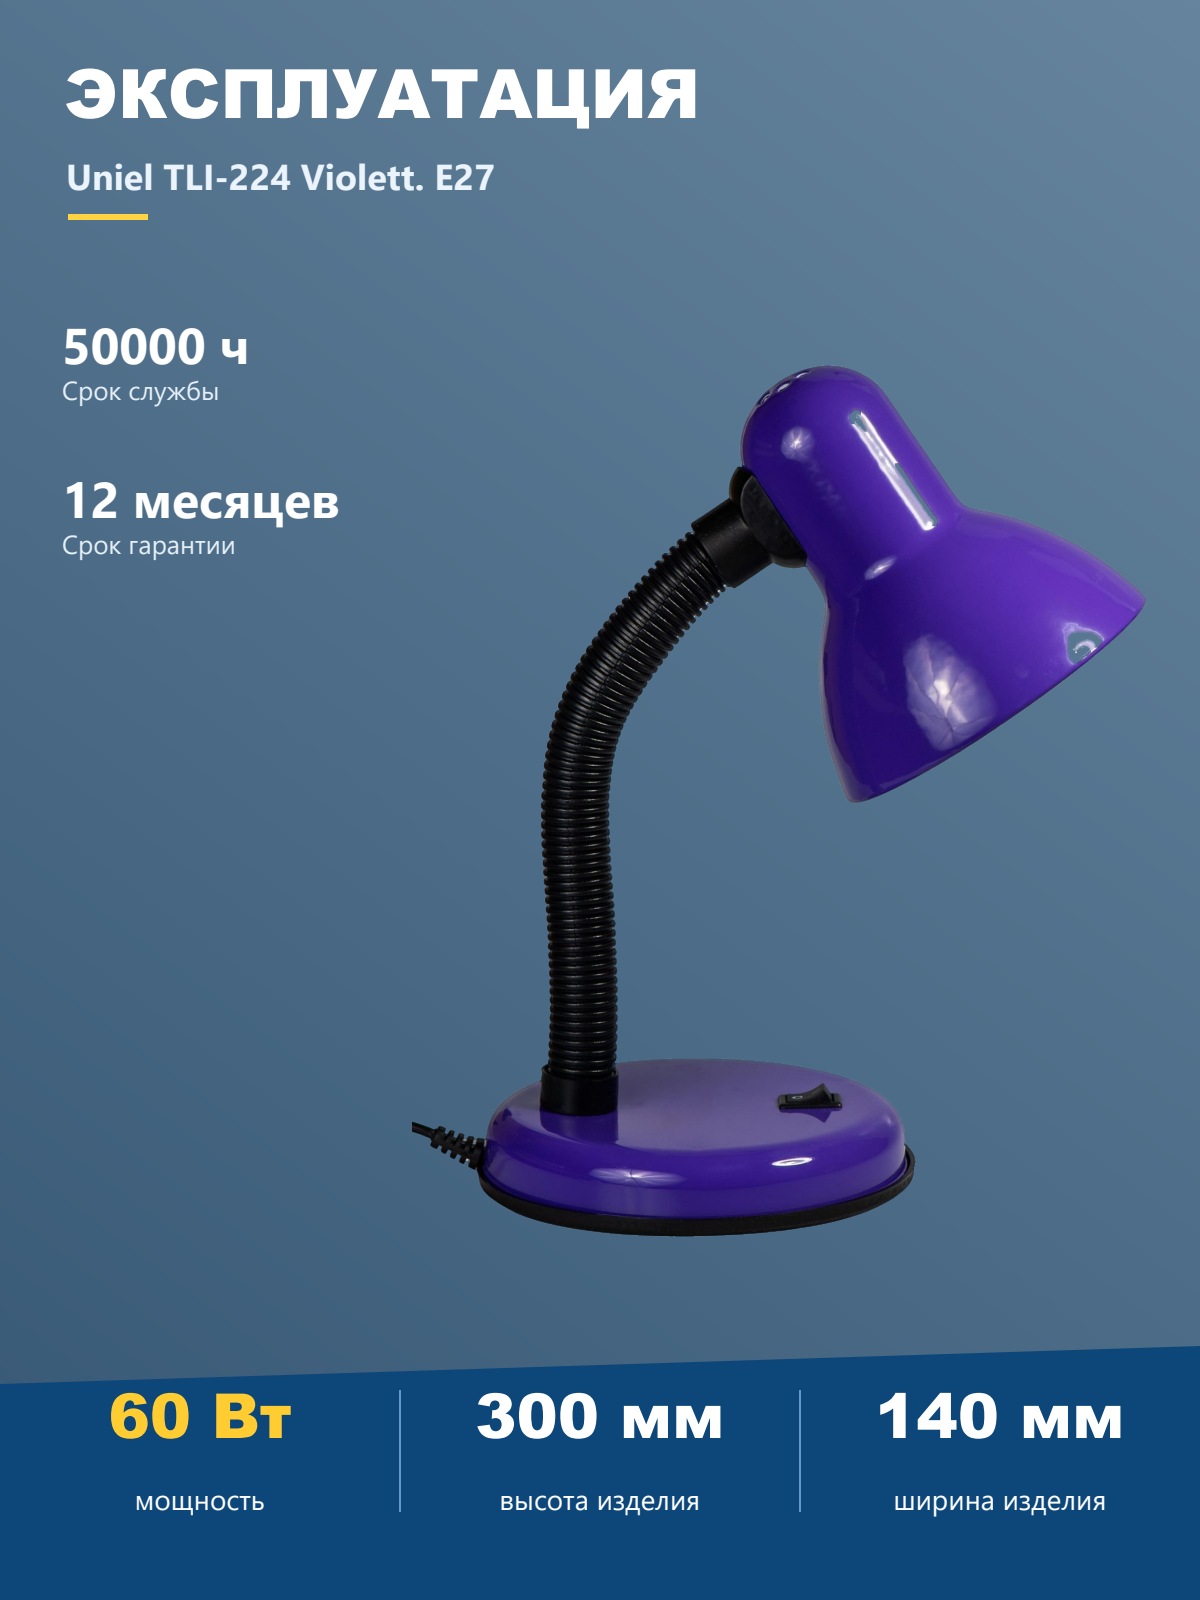 ЭКСПЛУАТАЦИЯ
Uniel TLI-224 Violett. E27
50000 ч
Срок службы
12 месяцев
Срок гарантии
60 Вт
мощность
300 мм
высота изделия
140 мм
ширина изделия